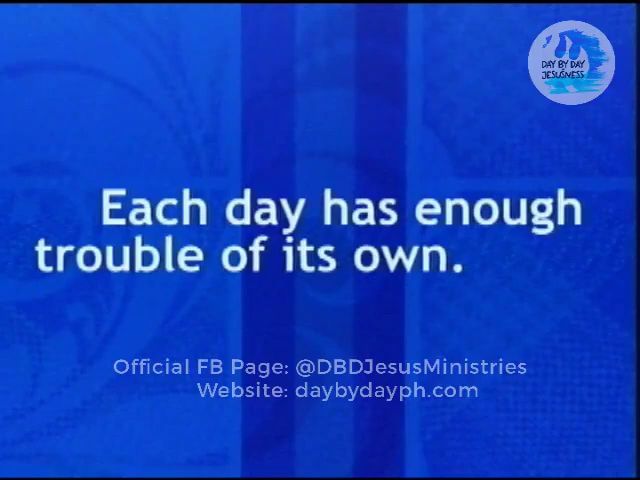 DAY BY DAY
JESUSNESS
Each day has enough
trouble of its own.
Official FB Page: @DBDJesusMinistries
Website: daybydayph.com